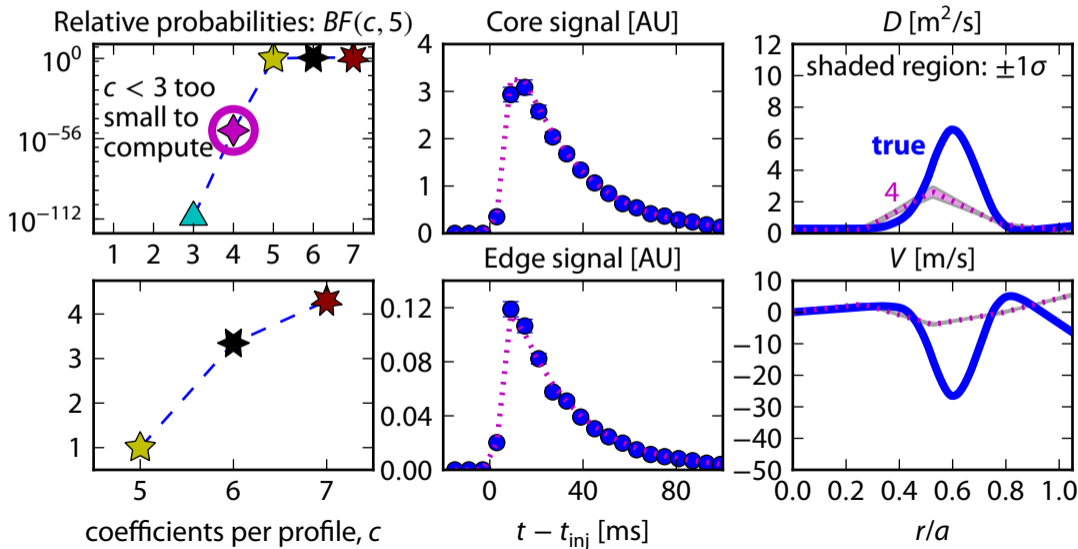 Relative probabilities: BF(c, 5)
10^0
10^-56
10^-112
c < 3 too
small to
compute
1 2 3 4 5 6 7
4
3
2
1
5 6 7
coefficients per profile, c
Core signal [AU]
4
3
2
1
0
Edge signal [AU]
0.12
0.08
0.04
0.00
0 40 80
t − t_inj [ms]
D [m²/s]
12
10
8
6
4
2
0
shaded region: ±1σ
true
4
V [m/s]
10
0
−10
−20
−30
−40
−50
0.0 0.2 0.4 0.6 0.8 1.0
r/a